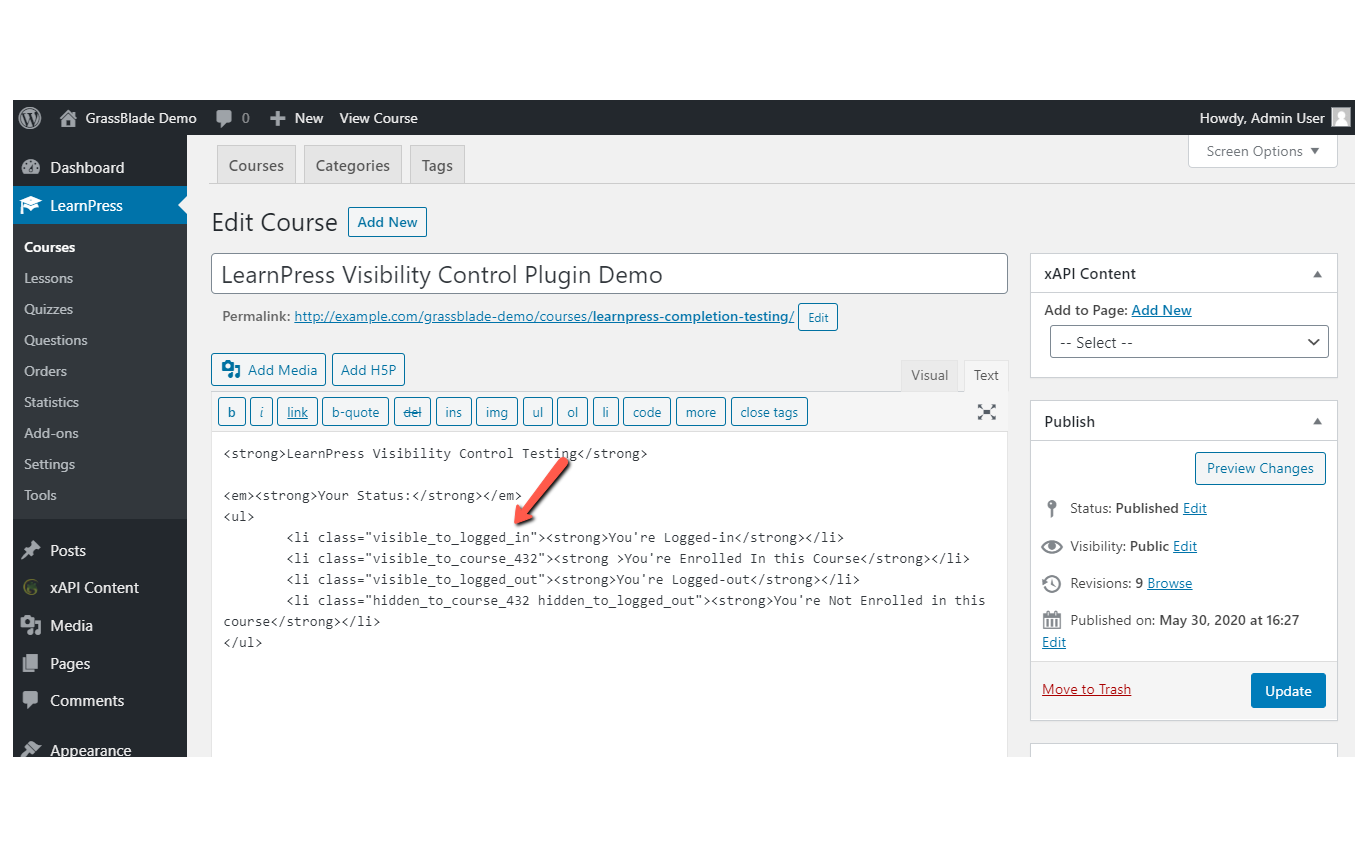 GrassBlade Demo 0 New View Course Howdy, Admin User
Dashboard
LearnPress
Courses
Lessons
Quizzes
Questions
Orders
Statistics
Add-ons
Settings
Tools
Posts
xAPI Content
Media
Pages
Comments
Appearance
Courses Categories Tags
Screen Options
Edit Course Add New
LearnPress Visibility Control Plugin Demo
Permalink: http://example.com/grassblade-demo/courses/learnpress-completion-testing/ Edit
Add Media Add H5P
Visual Text
b i link b-quote del ins img ul ol li code more close tags
<strong>LearnPress Visibility Control Testing</strong>
<em><strong>Your Status:</strong></em>
<ul>
<li class="visible_to_logged_in"><strong>You're Logged-in</strong></li>
<li class="visible_to_course_432"><strong >You're Enrolled In this Course</strong></li>
<li class="visible_to_logged_out"><strong>You're Logged-out</strong></li>
<li class="hidden_to_course_432 hidden_to_logged_out"><strong>You're Not Enrolled in this
course</strong></li>
</ul>
xAPI Content
Add to Page: Add New
-- Select --
Publish
Preview Changes
Status: Published Edit
Visibility: Public Edit
Revisions: 9 Browse
Published on: May 30, 2020 at 16:27
Edit
Move to Trash Update